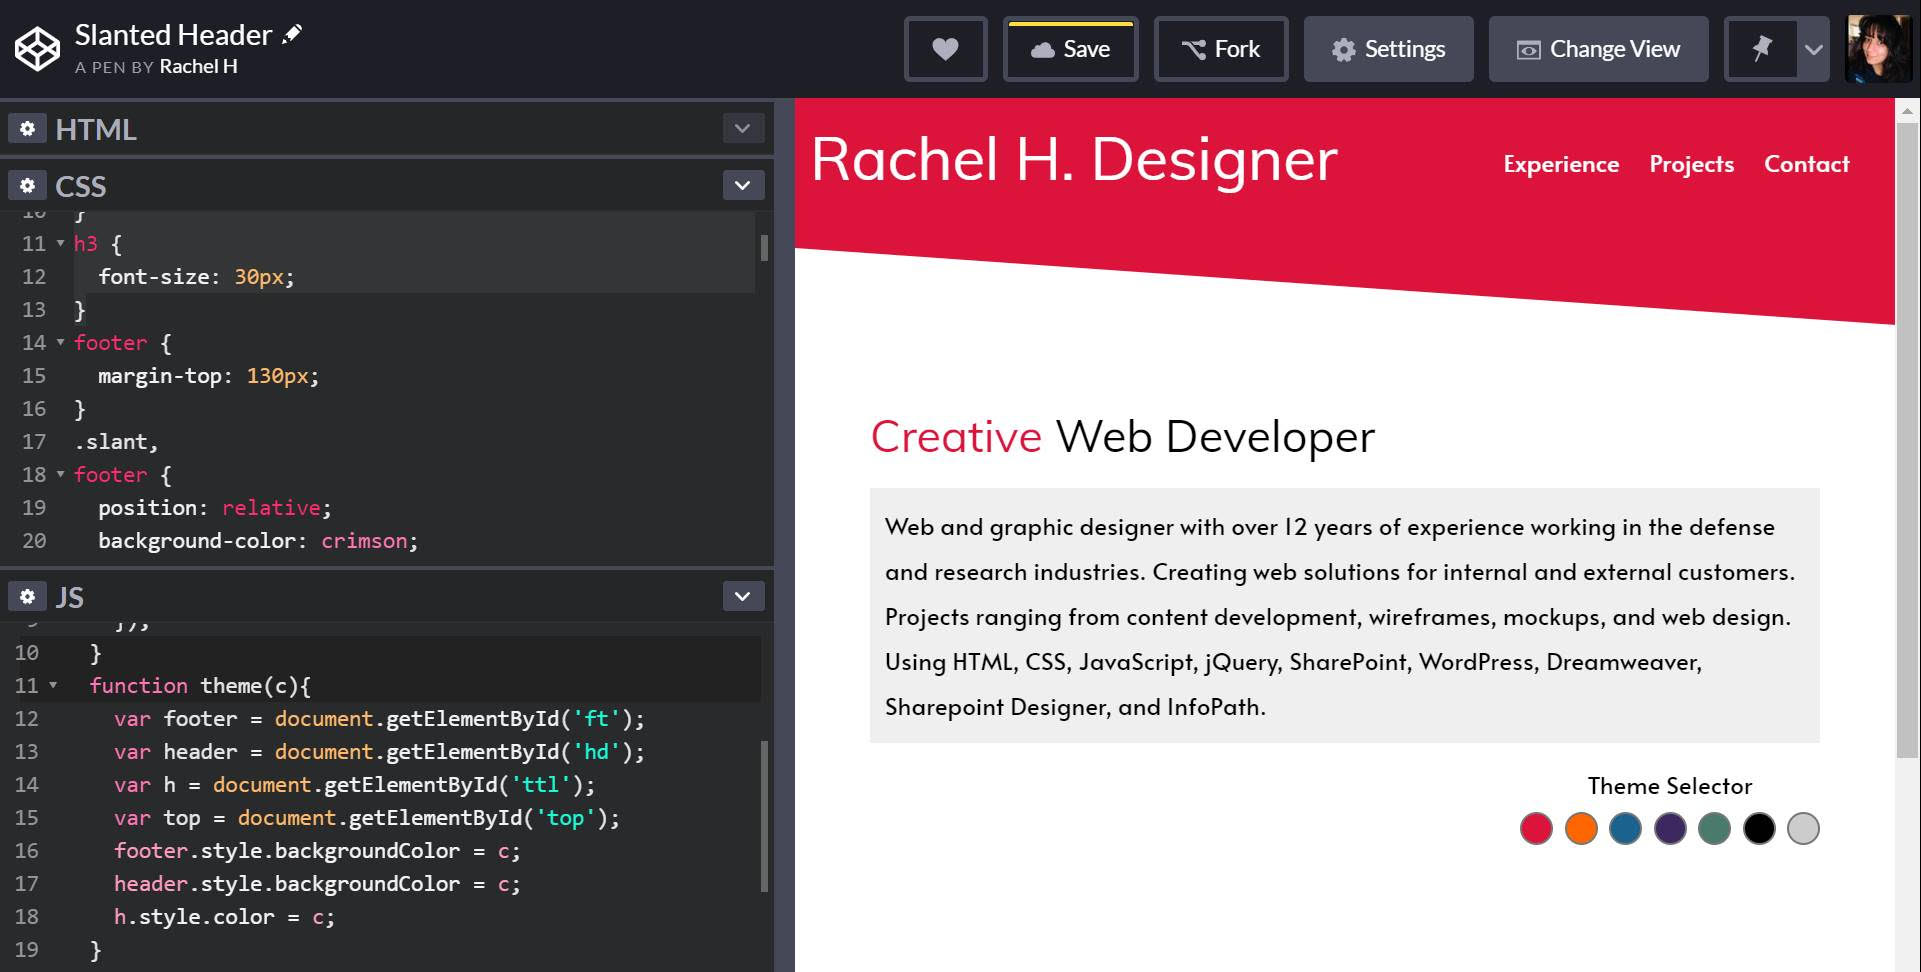 Slanted Header
A PEN BY Rachel H
Save
Fork
Settings
Change View
HTML
CSS
10 }
11 h3 {
12 font-size: 30px;
13 }
14 footer {
15 margin-top: 130px;
16 }
17 .slant,
18 footer {
19 position: relative;
20 background-color: crimson;
JS
9 });
10 }
11 function theme(c){
12 var footer = document.getElementById('ft');
13 var header = document.getElementById('hd');
14 var h = document.getElementById('ttl');
15 var top = document.getElementById('top');
16 footer.style.backgroundColor = c;
17 header.style.backgroundColor = c;
18 h.style.color = c;
19 }
Rachel H. Designer
Experience Projects Contact
Creative Web Developer
Web and graphic designer with over 12 years of experience working in the defense
and research industries. Creating web solutions for internal and external customers.
Projects ranging from content development, wireframes, mockups, and web design.
Using HTML, CSS, JavaScript, jQuery, SharePoint, WordPress, Dreamweaver,
Sharepoint Designer, and InfoPath.
Theme Selector